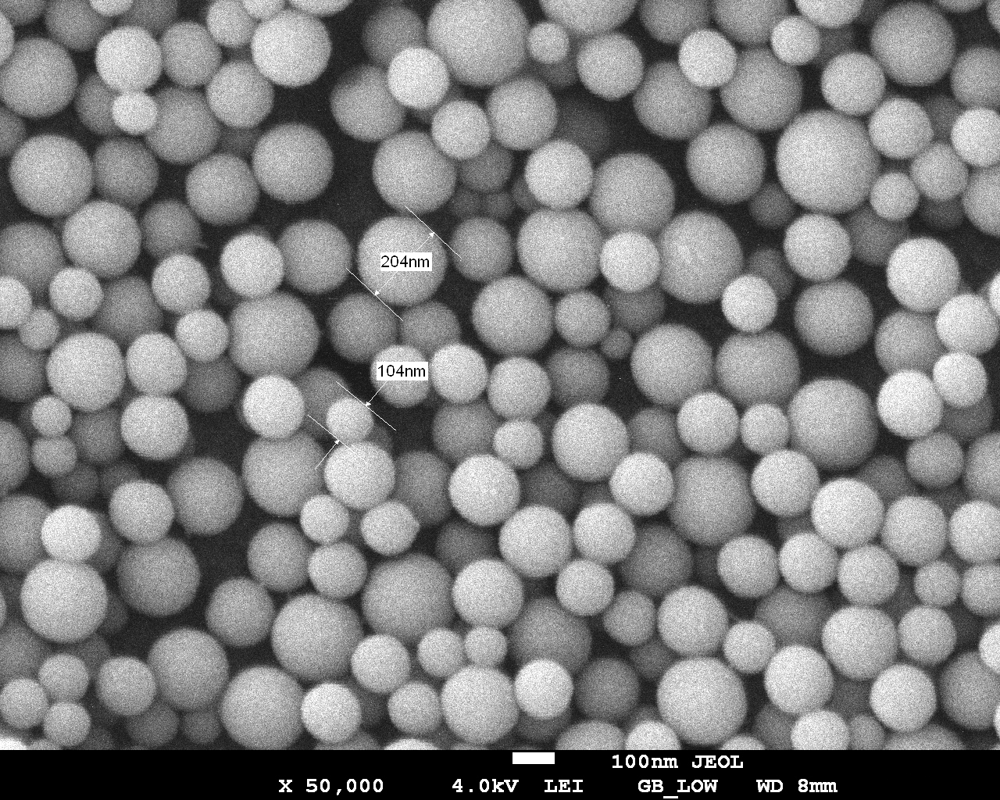 204nm
104nm
100nm JEOL
X 50,000 4.0kV LEI GB_LOW WD 8mm